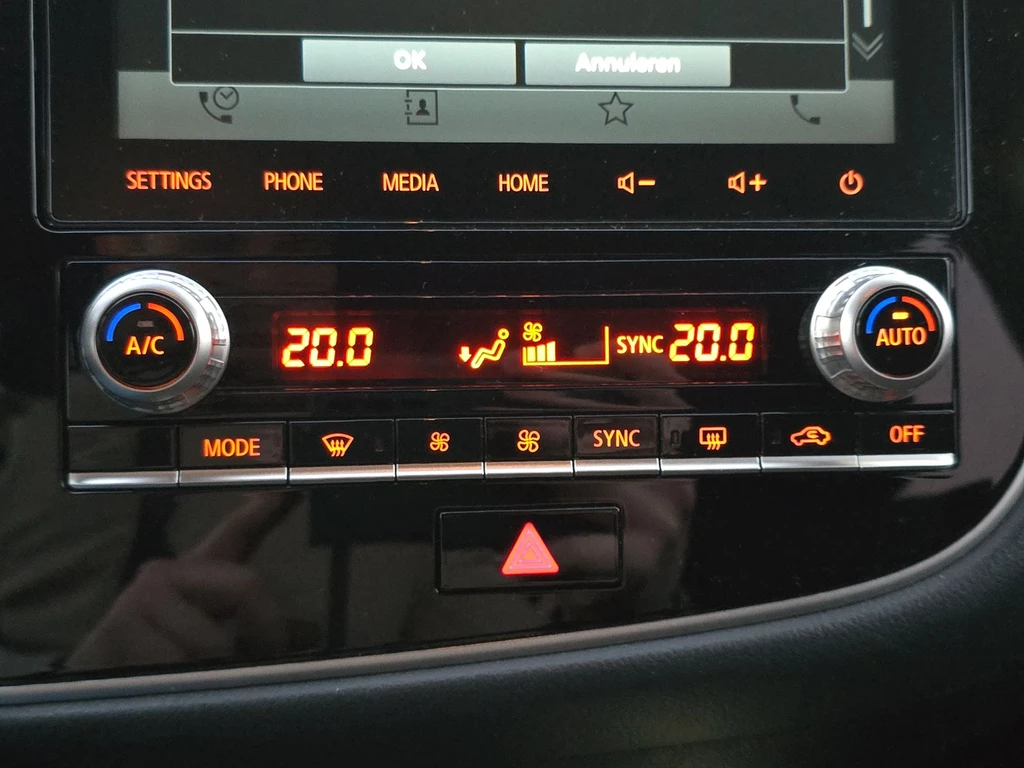 OK Annuleren
SETTINGS PHONE MEDIA HOME
A/C 20.0 SYNC 20.0 AUTO
MODE SYNC OFF